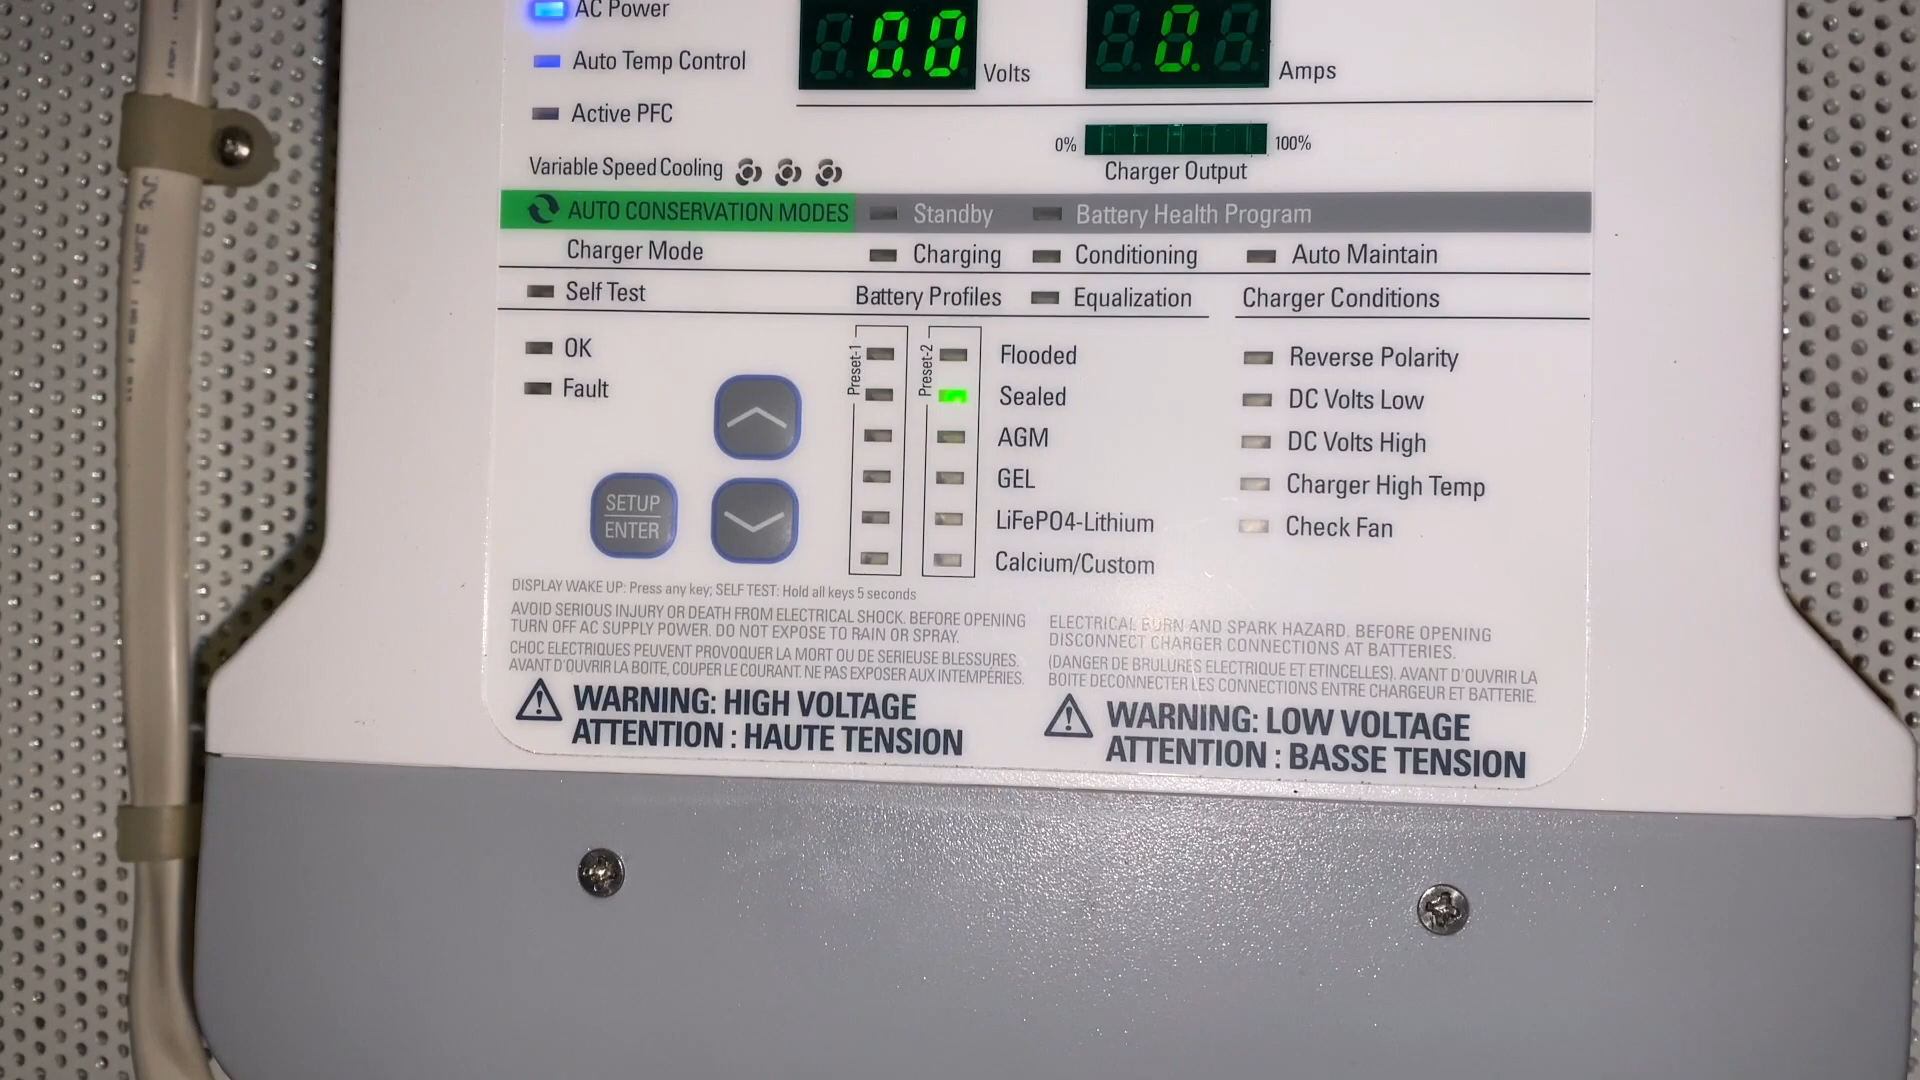 AC Power
0.0 Volts
0. Amps
Auto Temp Control
Active PFC
0% 100%
Charger Output
Variable Speed Cooling
AUTO CONSERVATION MODES Standby Battery Health Program
Charger Mode Charging Conditioning Auto Maintain
Self Test Battery Profiles Equalization Charger Conditions
OK
Fault
Preset-1
Preset-2
Flooded
Sealed
AGM
GEL
LiFePO4-Lithium
Calcium/Custom
Reverse Polarity
DC Volts Low
DC Volts High
Charger High Temp
Check Fan
SETUP
ENTER
DISPLAY WAKE UP: Press any key; SELF TEST: Hold all keys 5 seconds
AVOID SERIOUS INJURY OR DEATH FROM ELECTRICAL SHOCK. BEFORE OPENING
TURN OFF AC SUPPLY POWER. DO NOT EXPOSE TO RAIN OR SPRAY.
CHOC ELECTRIQUES PEUVENT PROVOQUER LA MORT OU DE SERIEUSE BLESSURES.
AVANT D'OUVRIR LA BOITE, COUPER LE COURANT. NE PAS EXPOSER AUX INTEMPÉRIES.
WARNING: HIGH VOLTAGE
ATTENTION : HAUTE TENSION
ELECTRICAL BURN AND SPARK HAZARD. BEFORE OPENING
DISCONNECT CHARGER CONNECTIONS AT BATTERIES.
(DANGER DE BRULURES ELECTRIQUE ET ETINCELLES). AVANT D'OUVRIR LA
BOITE DECONNECTER LES CONNECTIONS ENTRE CHARGEUR ET BATTERIE.
WARNING: LOW VOLTAGE
ATTENTION : BASSE TENSION